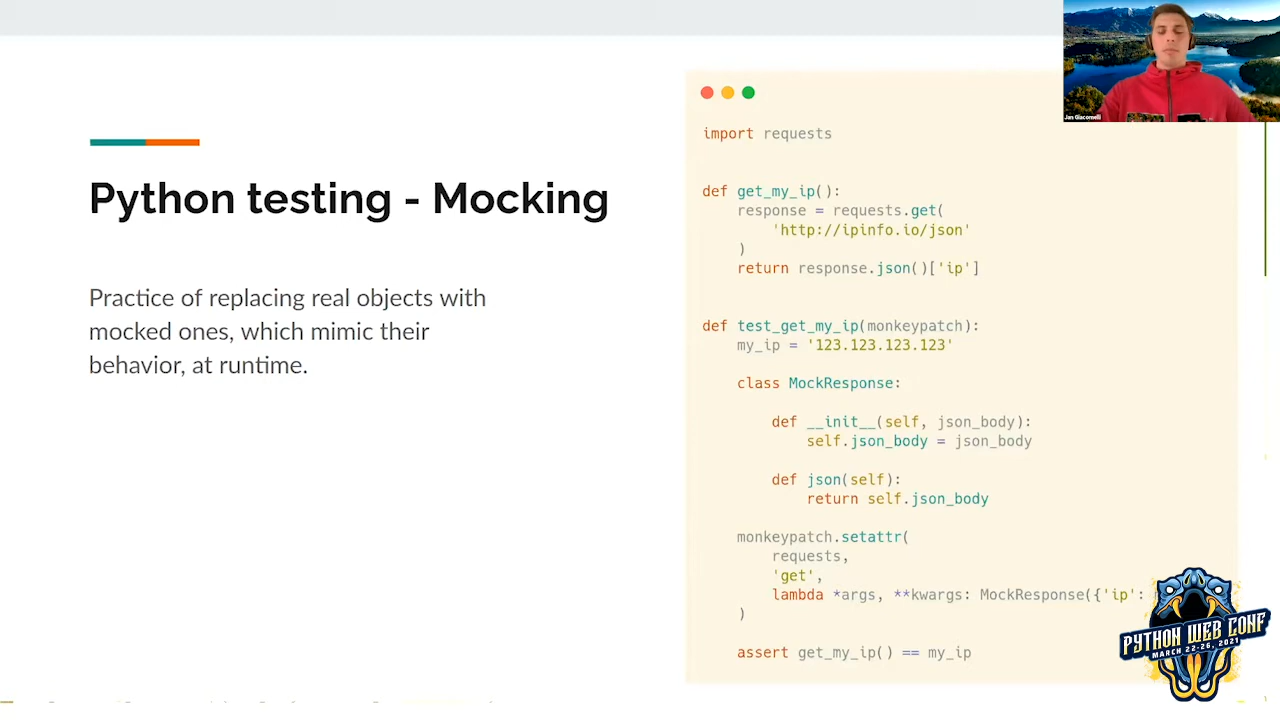 Python testing - Mocking
Practice of replacing real objects with
mocked ones, which mimic their
behavior, at runtime.
import requests
def get_my_ip():
response = requests.get(
'http://ipinfo.io/json'
)
return response.json()['ip']
def test_get_my_ip(monkeypatch):
my_ip = '123.123.123.123'
class MockResponse:
def __init__(self, json_body):
self.json_body = json_body
def json(self):
return self.json_body
monkeypatch.setattr(
requests,
'get',
lambda *args, **kwargs: MockResponse({'ip':
)
assert get_my_ip() == my_ip
Jan Giacomelli
PYTHON WEB CONF
MARCH 22-26, 2021